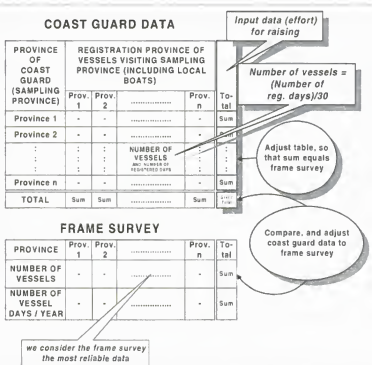 COAST GUARD DATA
Input data (effort)
for raising
PROVINCE
OF
COAST
GUARD
(SAMPLING
PROVINCE)
REGISTRATION PROVINCE OF
VESSELS VISITING SAMPLING
PROVINCE (INCLUDING LOCAL
BOATS)
Prov. Prov. ................ Prov. To-
1 2 n tal
Number of vessels =
(Number of
reg. days)/30
Province 1 - - ................ - Sum
Province 2 - - - Sum
: : : NUMBER OF : :
: : : VESSELS : :
: : : AND NUMBER OF : :
REGISTERED DAYS
Province n - - ................ - Sum
TOTAL Sum Sum ................ Sum
Adjust table, so
that sum equals
frame survey
FRAME SURVEY
PROVINCE Prov. Prov. ................ Prov. To-
1 2 n tal
NUMBER OF
VESSELS - - ................ - Sum
NUMBER OF
VESSEL
DAYS / YEAR - - ................ - Sum
Compare, and adjust
coast guard data to
frame survey
we consider the frame survey
the most reliable data